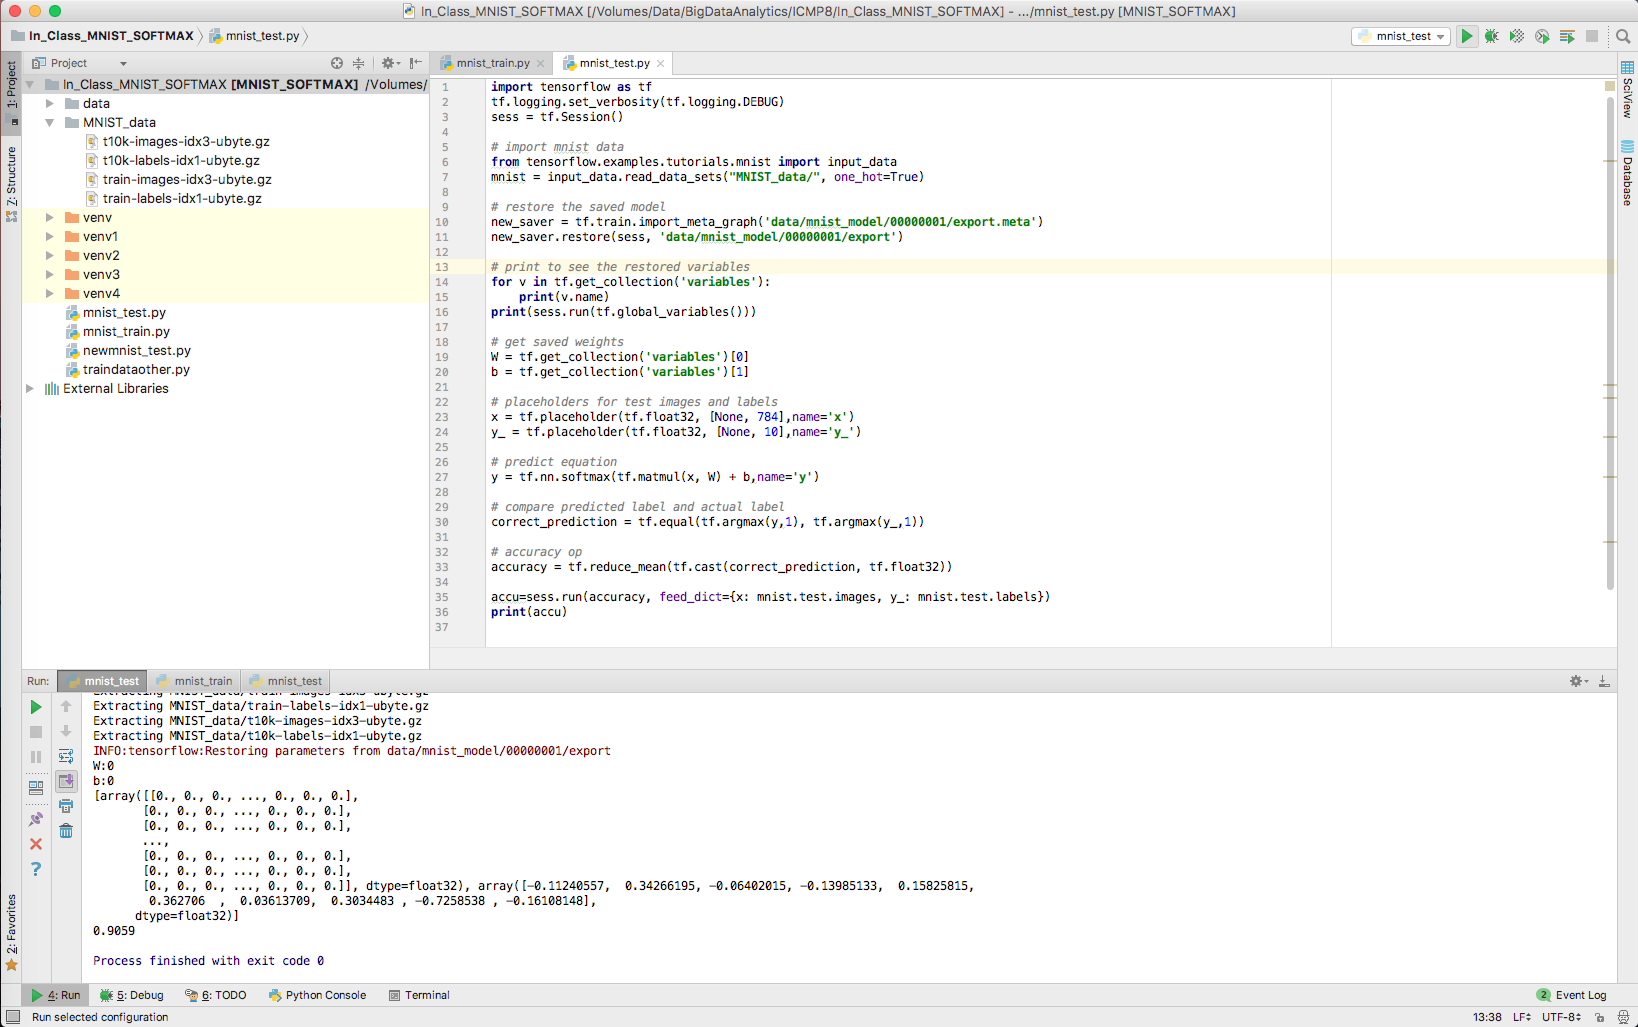 In_Class_MNIST_SOFTMAX [/Volumes/Data/BigDataAnalytics/ICMP8/In_Class_MNIST_SOFTMAX] - .../mnist_test.py [MNIST_SOFTMAX]
In_Class_MNIST_SOFTMAX mnist_test.py mnist_test
Project mnist_train.py mnist_test.py
1: Project
Z: Structure
2: Favorites
SciView
Database
In_Class_MNIST_SOFTMAX [MNIST_SOFTMAX] /Volumes/
data
MNIST_data
t10k-images-idx3-ubyte.gz
t10k-labels-idx1-ubyte.gz
train-images-idx3-ubyte.gz
train-labels-idx1-ubyte.gz
venv
venv1
venv2
venv3
venv4
mnist_test.py
mnist_train.py
newmnist_test.py
traindataother.py
External Libraries
1 import tensorflow as tf
2 tf.logging.set_verbosity(tf.logging.DEBUG)
3 sess = tf.Session()
4
5 # import mnist data
6 from tensorflow.examples.tutorials.mnist import input_data
7 mnist = input_data.read_data_sets("MNIST_data/", one_hot=True)
8
9 # restore the saved model
10 new_saver = tf.train.import_meta_graph('data/mnist_model/00000001/export.meta')
11 new_saver.restore(sess, 'data/mnist_model/00000001/export')
12
13 # print to see the restored variables
14 for v in tf.get_collection('variables'):
15 print(v.name)
16 print(sess.run(tf.global_variables()))
17
18 # get saved weights
19 W = tf.get_collection('variables')[0]
20 b = tf.get_collection('variables')[1]
21
22 # placeholders for test images and labels
23 x = tf.placeholder(tf.float32, [None, 784],name='x')
24 y_ = tf.placeholder(tf.float32, [None, 10],name='y_')
25
26 # predict equation
27 y = tf.nn.softmax(tf.matmul(x, W) + b,name='y')
28
29 # compare predicted label and actual label
30 correct_prediction = tf.equal(tf.argmax(y,1), tf.argmax(y_,1))
31
32 # accuracy op
33 accuracy = tf.reduce_mean(tf.cast(correct_prediction, tf.float32))
34
35 accu=sess.run(accuracy, feed_dict={x: mnist.test.images, y_: mnist.test.labels})
36 print(accu)
37
Run: mnist_test mnist_train mnist_test
Extracting MNIST_data/train-images-idx3-ubyte.gz
Extracting MNIST_data/train-labels-idx1-ubyte.gz
Extracting MNIST_data/t10k-images-idx3-ubyte.gz
Extracting MNIST_data/t10k-labels-idx1-ubyte.gz
INFO:tensorflow:Restoring parameters from data/mnist_model/00000001/export
W:0
b:0
[array([[0., 0., 0., ..., 0., 0., 0.],
[0., 0., 0., ..., 0., 0., 0.],
[0., 0., 0., ..., 0., 0., 0.],
...,
[0., 0., 0., ..., 0., 0., 0.],
[0., 0., 0., ..., 0., 0., 0.],
[0., 0., 0., ..., 0., 0., 0.]], dtype=float32), array([-0.11240557, 0.34266195, -0.06402015, -0.13985133, 0.15825815,
0.362706 , 0.03613709, 0.3034483 , -0.7258538 , -0.16108148],
dtype=float32)]
0.9059
Process finished with exit code 0
4: Run 5: Debug 6: TODO Python Console Terminal 2 Event Log
Run selected configuration 13:38 LF UTF-8